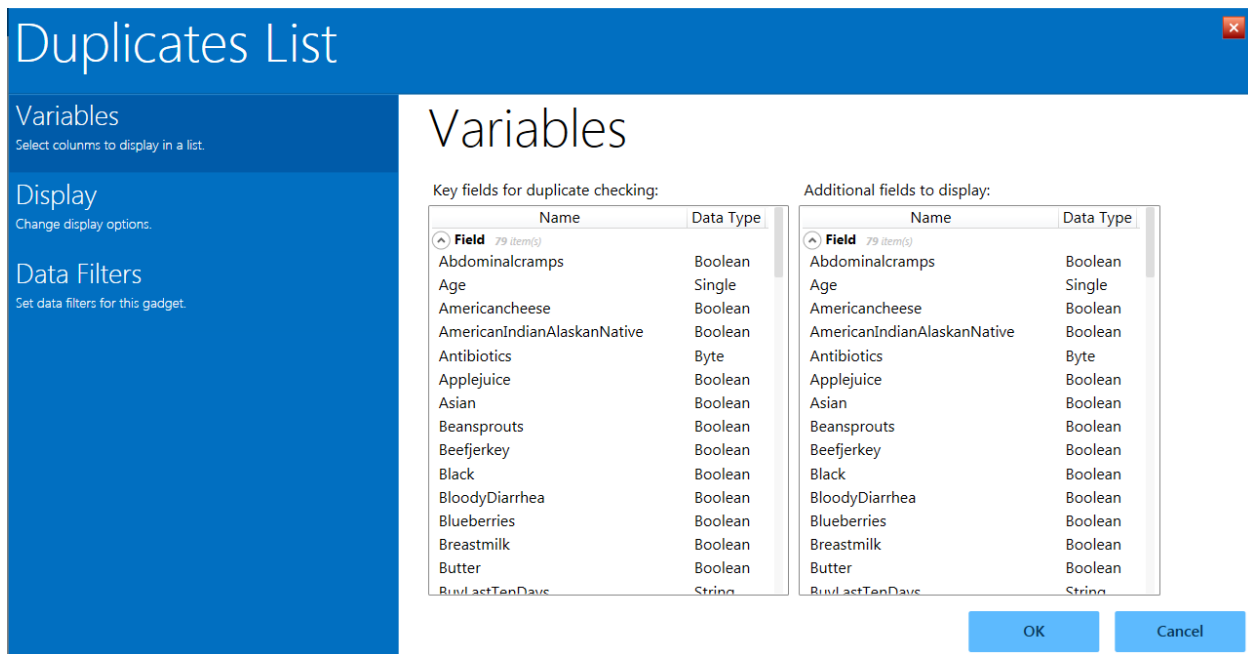 Duplicates List
Variables
Select colunms to display in a list.
Display
Change display options.
Data Filters
Set data filters for this gadget.
Variables
Key fields for duplicate checking:
Name Data Type
Field 79 item(s)
Abdominalcramps Boolean
Age Single
Americancheese Boolean
AmericanIndianAlaskanNative Boolean
Antibiotics Byte
Applejuice Boolean
Asian Boolean
Beansprouts Boolean
Beefjerkey Boolean
Black Boolean
BloodyDiarrhea Boolean
Blueberries Boolean
Breastmilk Boolean
Butter Boolean
BuyLastTenDays String
Additional fields to display:
Name Data Type
Field 79 item(s)
Abdominalcramps Boolean
Age Single
Americancheese Boolean
AmericanIndianAlaskanNative Boolean
Antibiotics Byte
Applejuice Boolean
Asian Boolean
Beansprouts Boolean
Beefjerkey Boolean
Black Boolean
BloodyDiarrhea Boolean
Blueberries Boolean
Breastmilk Boolean
Butter Boolean
BuyLastTenDays String
OK
Cancel